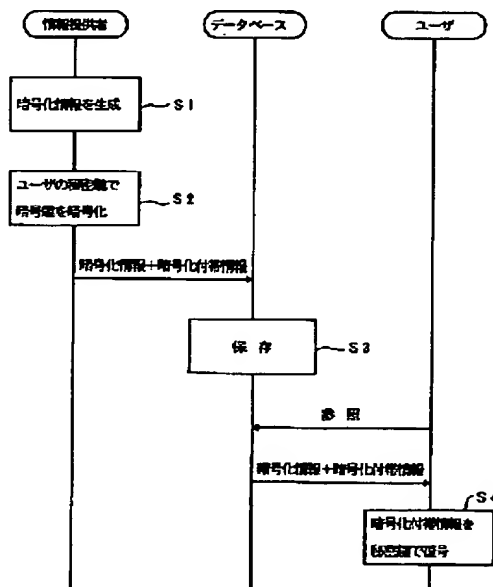 情報提供者
データベース
ユーザ
暗号化情報を生成
S1
ユーザの秘密鍵で
暗号鍵を暗号化
S2
暗号化情報+暗号化付帯情報
保存
S3
参照
暗号化情報+暗号化付帯情報
S4
暗号化付帯情報を
秘密鍵で復号